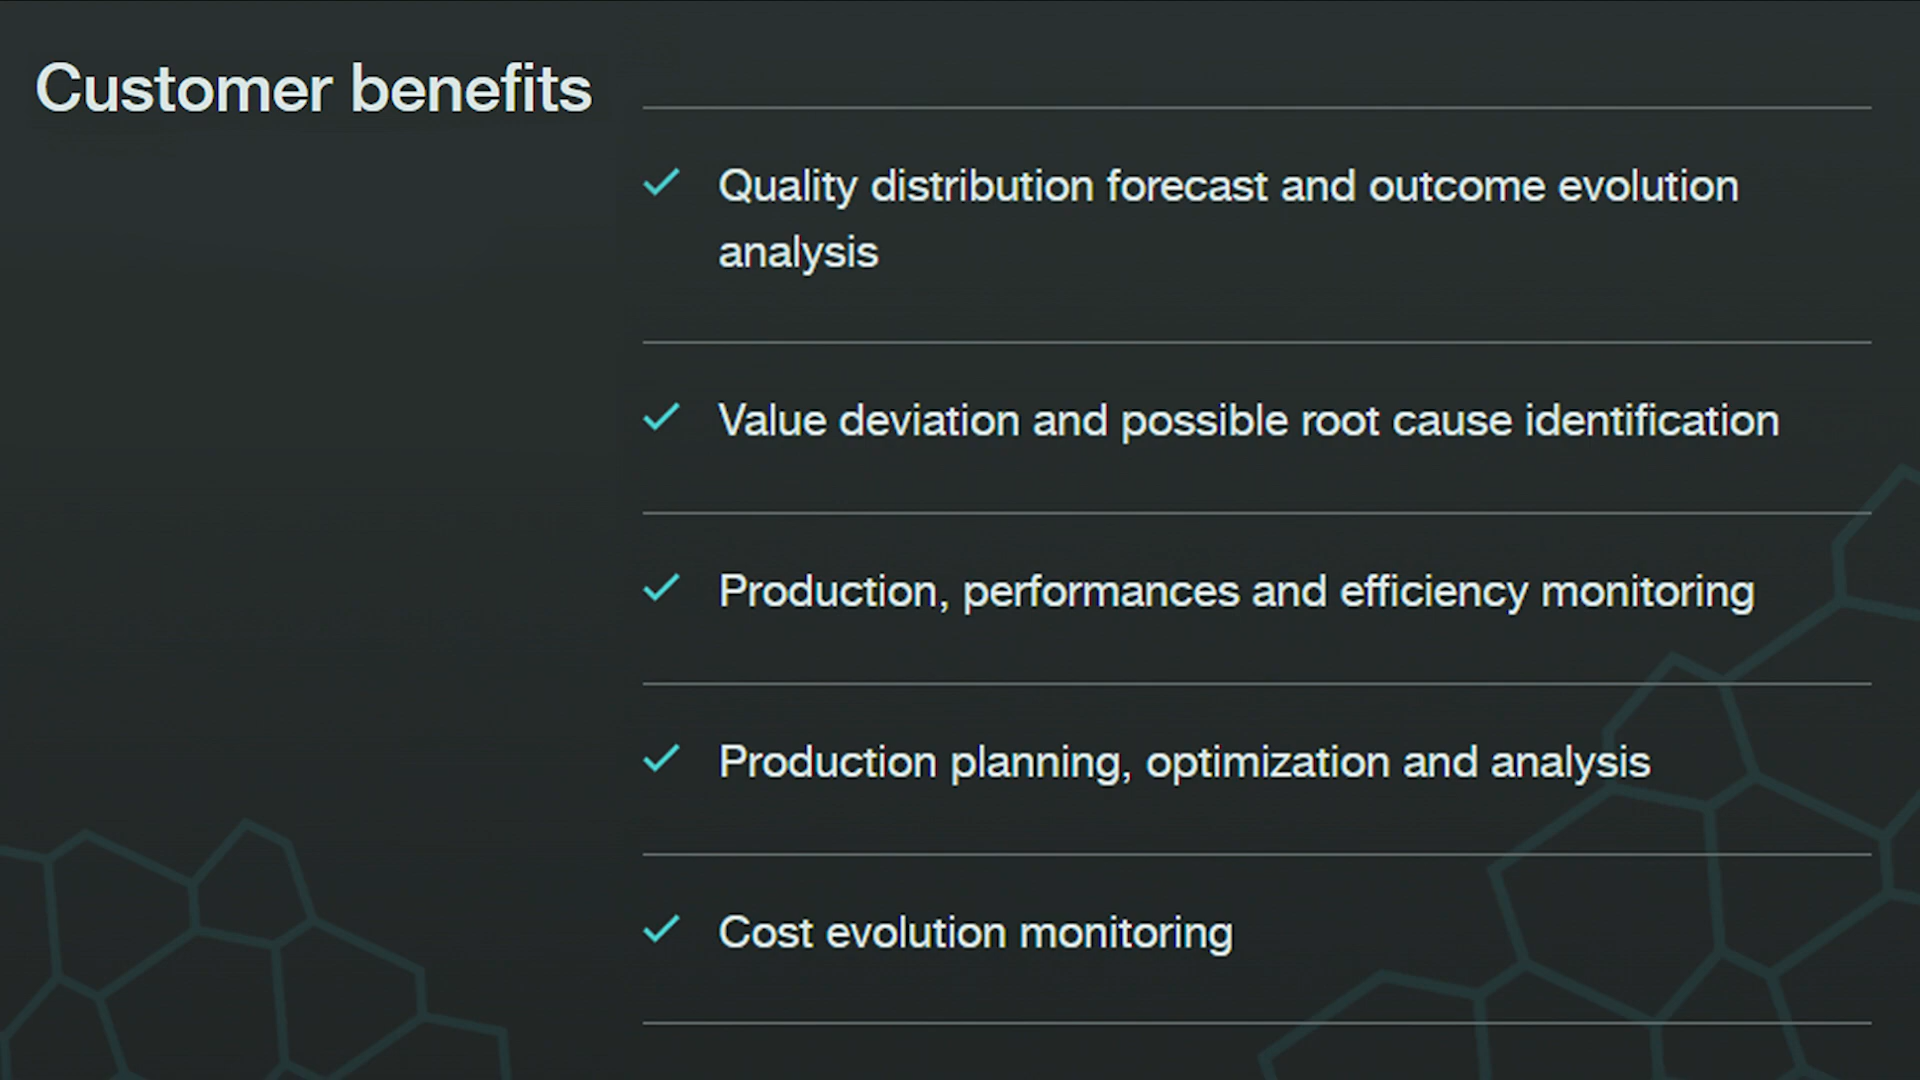 Customer benefits
Quality distribution forecast and outcome evolution
analysis
Value deviation and possible root cause identification
Production, performances and efficiency monitoring
Production planning, optimization and analysis
Cost evolution monitoring